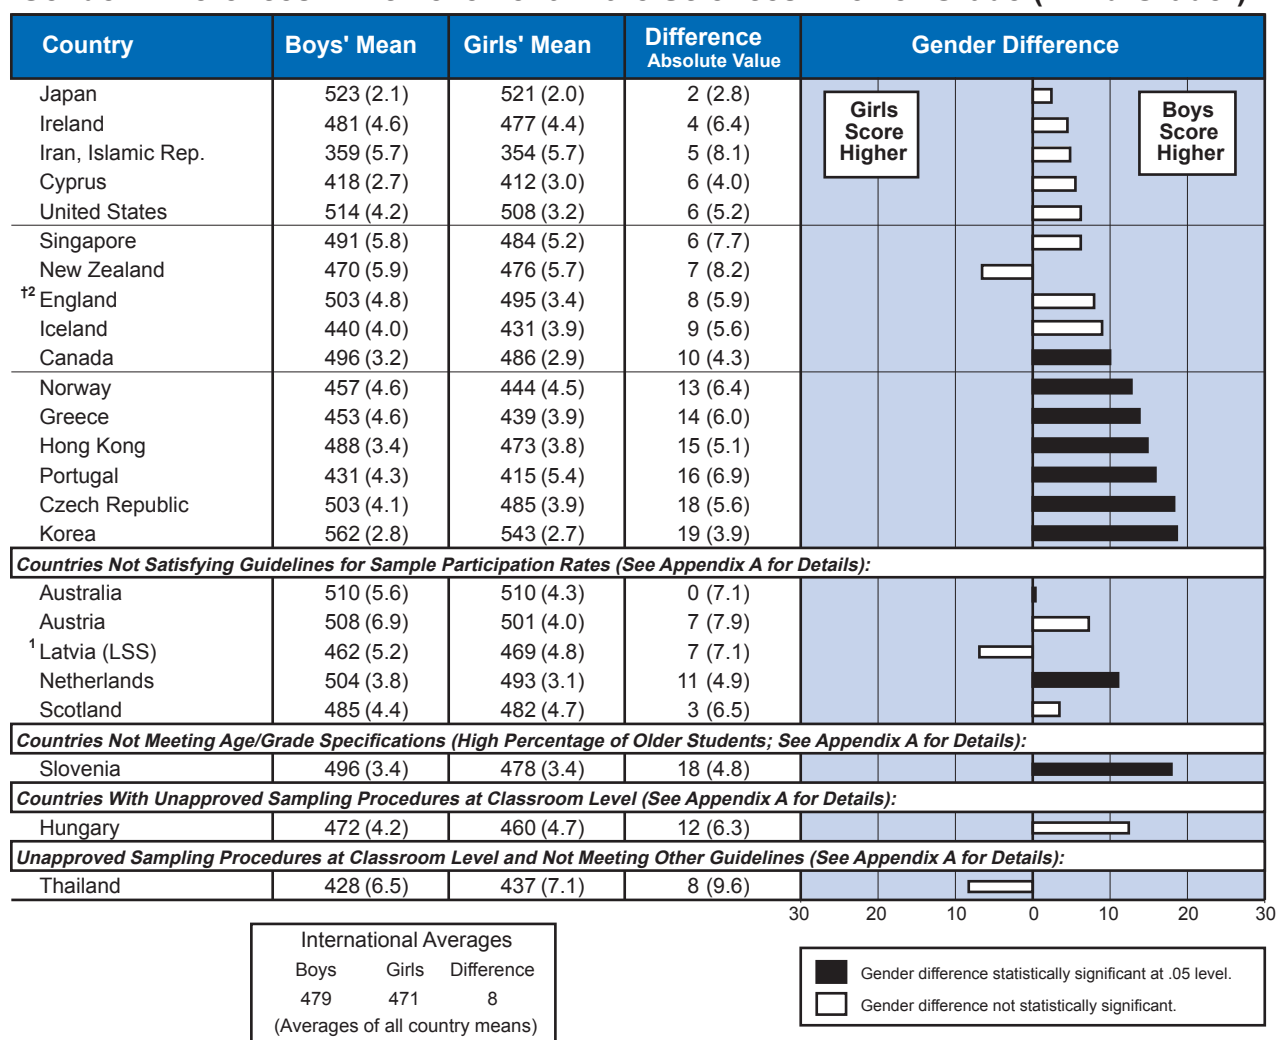 Country Boys' Mean Girls' Mean Difference Absolute Value Gender Difference
Girls Score Higher
Boys Score Higher
Japan 523 (2.1) 521 (2.0) 2 (2.8)
Ireland 481 (4.6) 477 (4.4) 4 (6.4)
Iran, Islamic Rep. 359 (5.7) 354 (5.7) 5 (8.1)
Cyprus 418 (2.7) 412 (3.0) 6 (4.0)
United States 514 (4.2) 508 (3.2) 6 (5.2)
Singapore 491 (5.8) 484 (5.2) 6 (7.7)
New Zealand 470 (5.9) 476 (5.7) 7 (8.2)
†2 England 503 (4.8) 495 (3.4) 8 (5.9)
Iceland 440 (4.0) 431 (3.9) 9 (5.6)
Canada 496 (3.2) 486 (2.9) 10 (4.3)
Norway 457 (4.6) 444 (4.5) 13 (6.4)
Greece 453 (4.6) 439 (3.9) 14 (6.0)
Hong Kong 488 (3.4) 473 (3.8) 15 (5.1)
Portugal 431 (4.3) 415 (5.4) 16 (6.9)
Czech Republic 503 (4.1) 485 (3.9) 18 (5.6)
Korea 562 (2.8) 543 (2.7) 19 (3.9)
Countries Not Satisfying Guidelines for Sample Participation Rates (See Appendix A for Details):
Australia 510 (5.6) 510 (4.3) 0 (7.1)
Austria 508 (6.9) 501 (4.0) 7 (7.9)
1 Latvia (LSS) 462 (5.2) 469 (4.8) 7 (7.1)
Netherlands 504 (3.8) 493 (3.1) 11 (4.9)
Scotland 485 (4.4) 482 (4.7) 3 (6.5)
Countries Not Meeting Age/Grade Specifications (High Percentage of Older Students; See Appendix A for Details):
Slovenia 496 (3.4) 478 (3.4) 18 (4.8)
Countries With Unapproved Sampling Procedures at Classroom Level (See Appendix A for Details):
Hungary 472 (4.2) 460 (4.7) 12 (6.3)
Unapproved Sampling Procedures at Classroom Level and Not Meeting Other Guidelines (See Appendix A for Details):
Thailand 428 (6.5) 437 (7.1) 8 (9.6)
30 20 10 0 10 20 30
International Averages
Boys Girls Difference
479 471 8
(Averages of all country means)
Gender difference statistically significant at .05 level.
Gender difference not statistically significant.